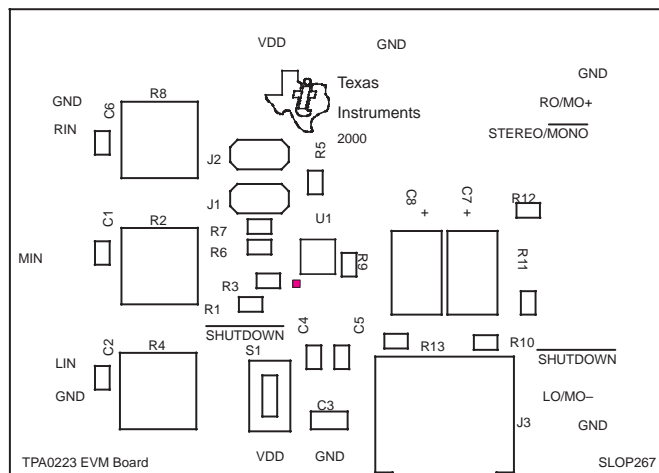 VDD
GND
Texas
Instruments
2000
GND
RO/MO+
STEREO/MONO
GND
RIN
C6
R8
J2
R5
J1
U1
C8
+
C7
+
R12
C1
R2
R7
R6
R9
R11
MIN
R3
R1
SHUTDOWN
C4
C5
R13
R10
SHUTDOWN
C2
R4
S1
LIN
GND
C3
LO/MO–
J3
GND
VDD
GND
TPA0223 EVM Board
SLOP267